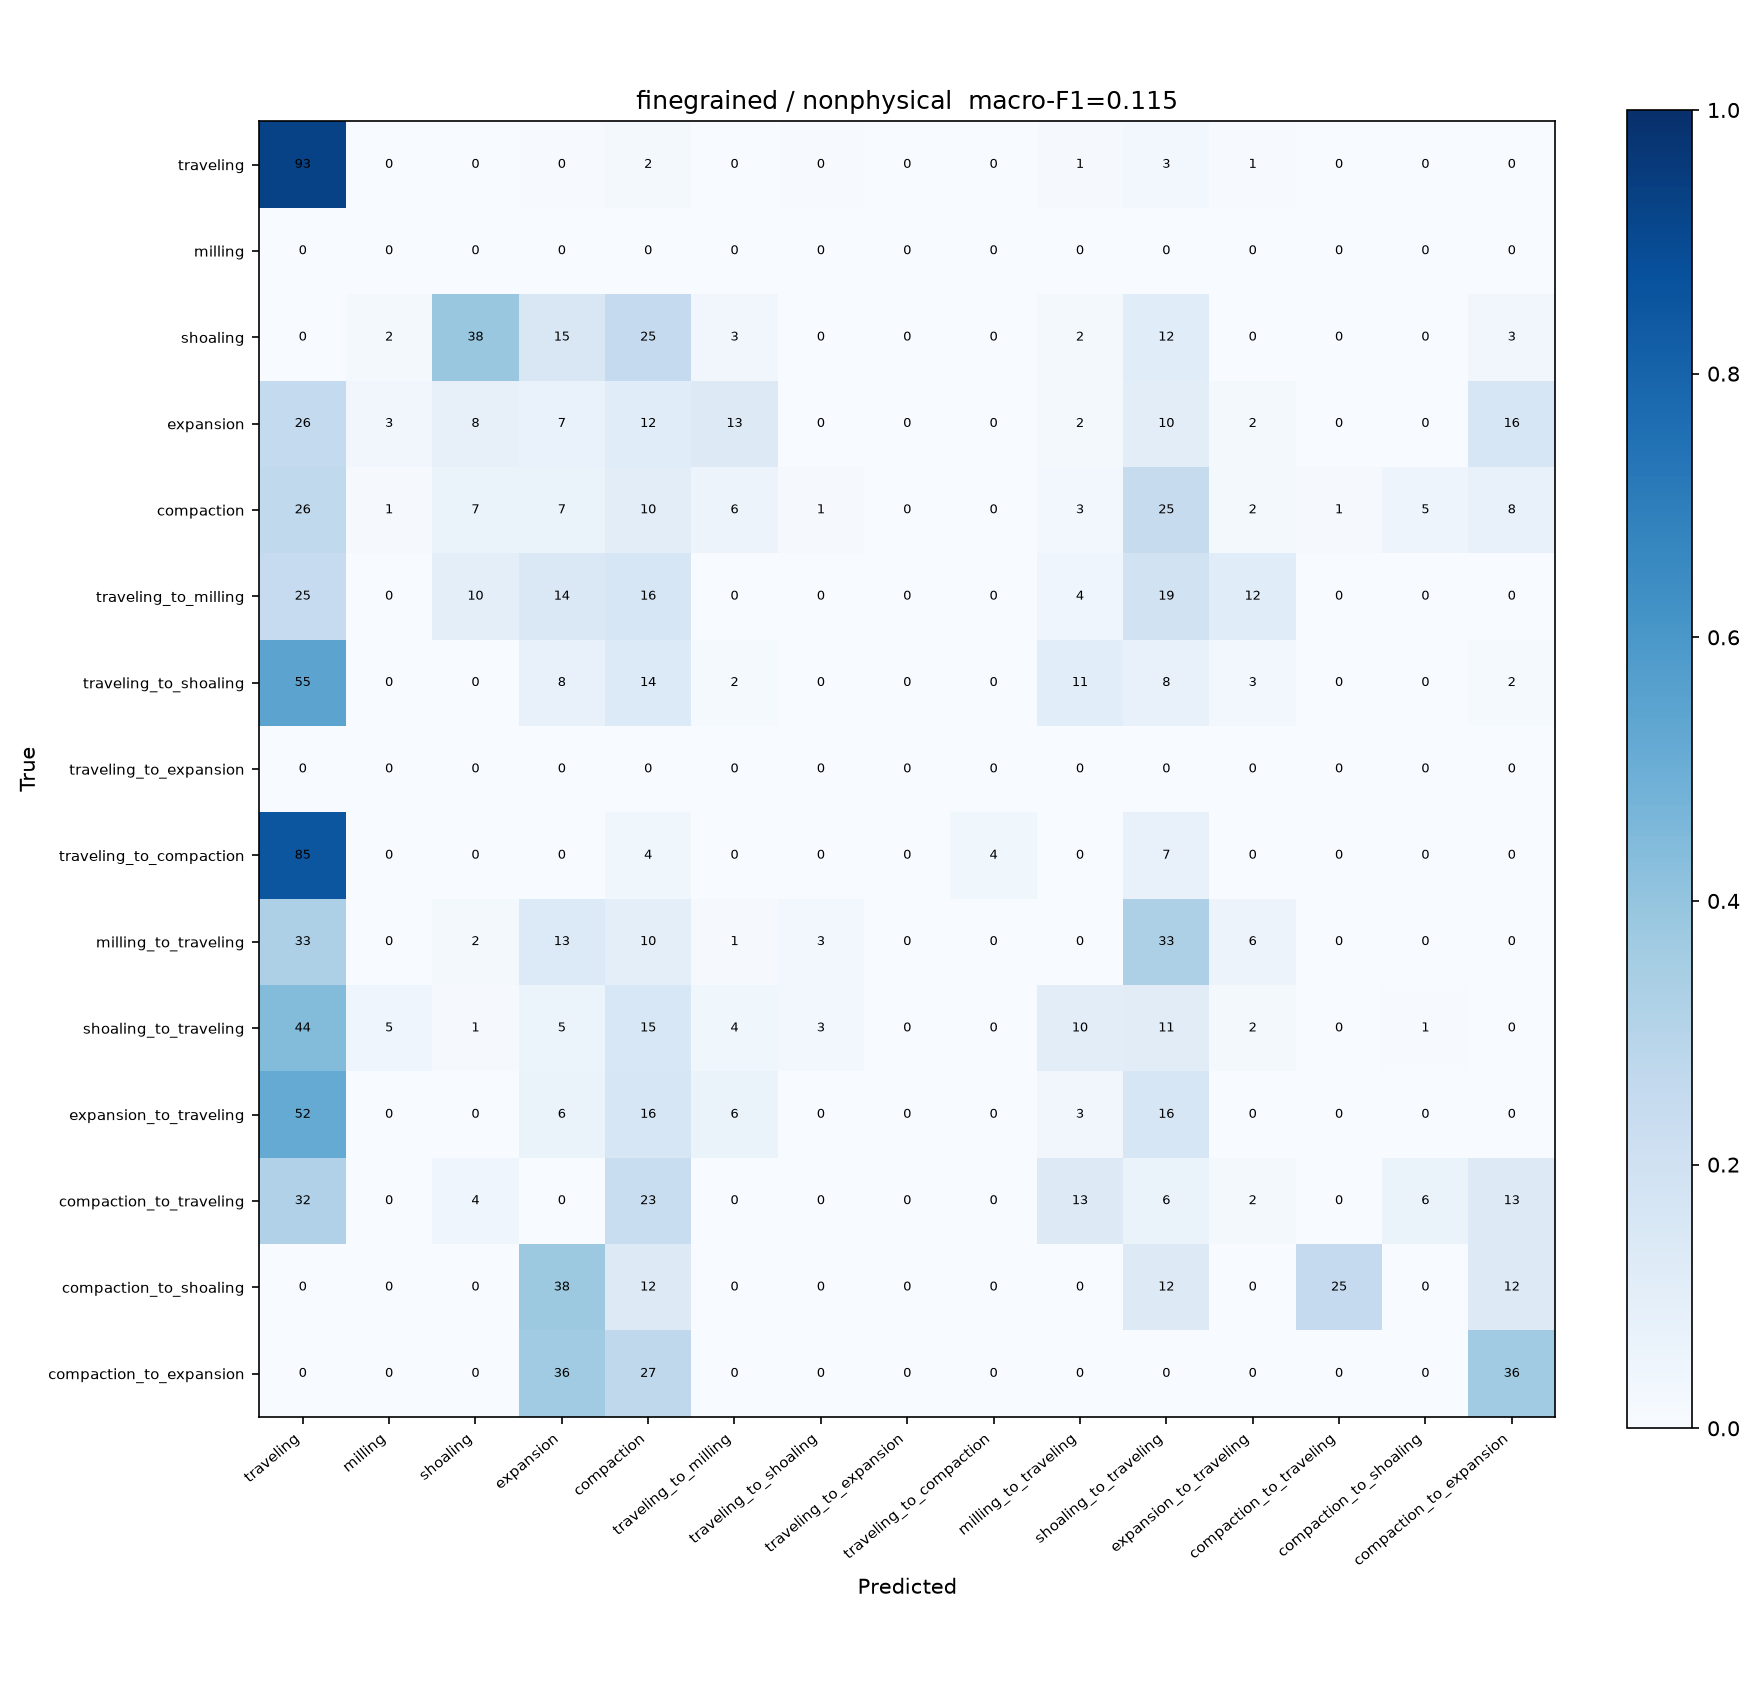 finegrained / nonphysical  macro-F1=0.115
traveling 93 0 0 0 2 0 0 0 0 1 3 1 0 0 0
milling 0 0 0 0 0 0 0 0 0 0 0 0 0 0 0
shoaling 0 2 38 15 25 3 0 0 0 2 12 0 0 0 3
expansion 26 3 8 7 12 13 0 0 0 2 10 2 0 0 16
compaction 26 1 7 7 10 6 1 0 0 3 25 2 1 5 8
traveling_to_milling 25 0 10 14 16 0 0 0 0 4 19 12 0 0 0
traveling_to_shoaling 55 0 0 8 14 2 0 0 0 11 8 3 0 0 2
traveling_to_expansion 0 0 0 0 0 0 0 0 0 0 0 0 0 0 0
traveling_to_compaction 85 0 0 0 4 0 0 0 4 0 7 0 0 0 0
milling_to_traveling 33 0 2 13 10 1 3 0 0 0 33 6 0 0 0
shoaling_to_traveling 44 5 1 5 15 4 3 0 0 10 11 2 0 1 0
expansion_to_traveling 52 0 0 6 16 6 0 0 0 3 16 0 0 0 0
compaction_to_traveling 32 0 4 0 23 0 0 0 0 13 6 2 0 6 13
compaction_to_shoaling 0 0 0 38 12 0 0 0 0 0 12 0 25 0 12
compaction_to_expansion 0 0 0 36 27 0 0 0 0 0 0 0 0 0 36
True
traveling
milling
shoaling
expansion
compaction
traveling_to_milling
traveling_to_shoaling
traveling_to_expansion
traveling_to_compaction
milling_to_traveling
shoaling_to_traveling
expansion_to_traveling
compaction_to_traveling
compaction_to_shoaling
compaction_to_expansion
Predicted
1.0
0.8
0.6
0.4
0.2
0.0